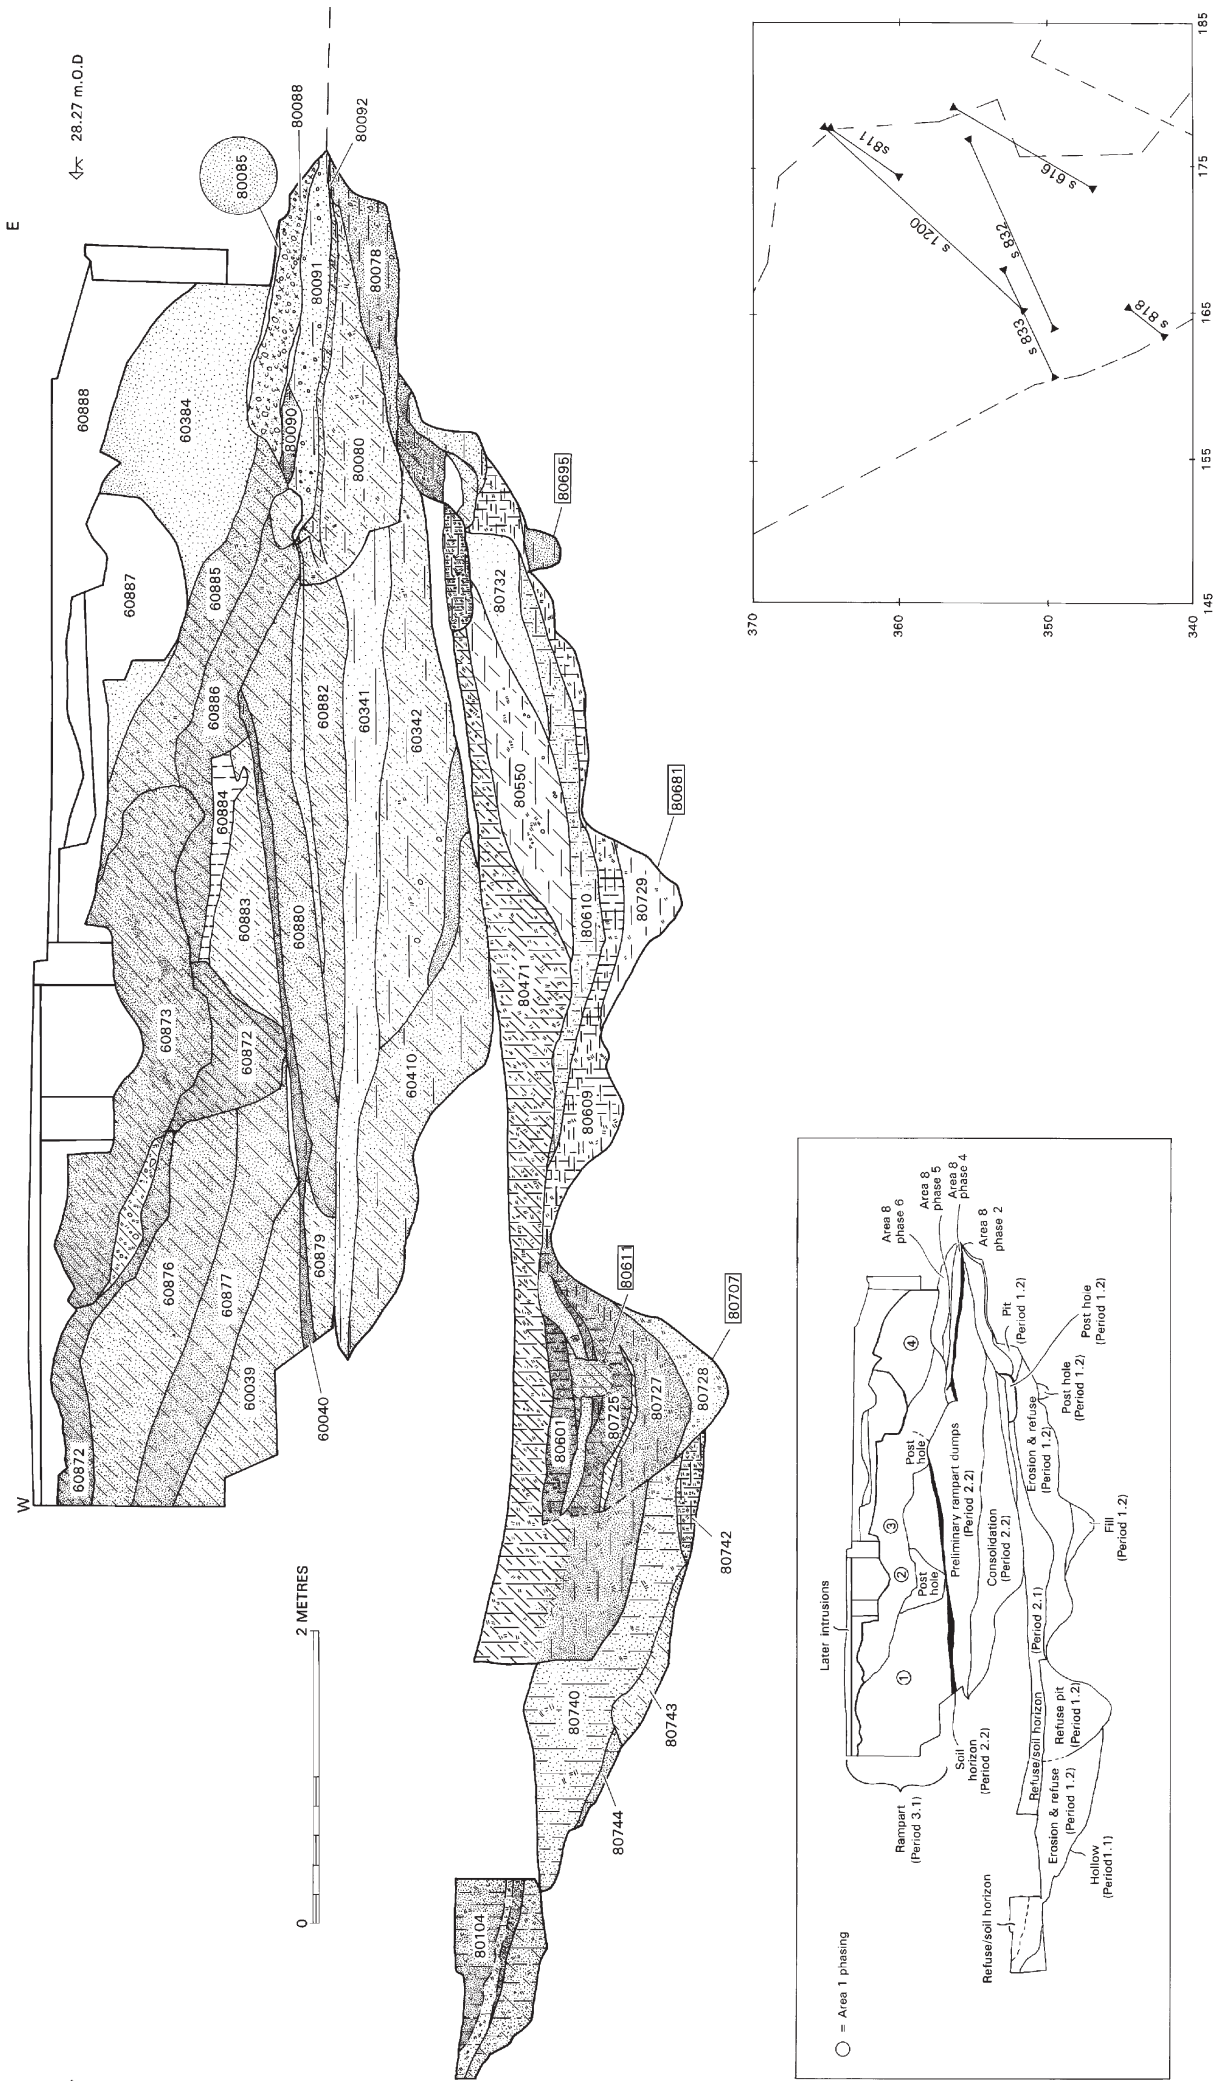 W
E
28.27 m.O.D
0
2 METRES
60888
60384
60887
60885
60886
60884
60883
60882
60880
60341
60342
60873
60872
60410
60876
60877
60879
60872
60039
60040
80085
80088
80092
80091
80090
80078
80080
80695
80732
80550
80681
80610
80729
80471
80609
80611
80707
80601
80725
80727
80728
80742
80740
80743
80744
80104
370
360
350
340
145
155
165
175
185
s811
s 1200
s 832
s 833
s 616
s 818
○ = Area 1 phasing
Later intrusions
Rampart
(Period 3.1)
1
2
3
4
Post
hole
Post
hole
Soil
horizon
(Period 2.2)
Preliminary rampart dumps
(Period 2.2)
Consolidation
(Period 2.2)
Area 8
phase 6
Area 8
phase 5
Area 8
phase 4
Area 8
phase 2
Pit
(Period 1.2)
Post hole
(Period 1.2)
Post hole
(Period 1.2)
Erosion & refuse
(Period 1.2)
Fill
(Period 1.2)
(Period 2.1)
Refuse/soil horizon
Refuse pit
(Period 1.2)
Erosion & refuse
(Period 1.2)
Hollow
(Period1.1)
Refuse/soil horizon